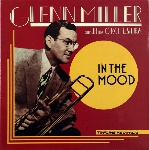 GLENN MILLER
and His ORCHESTRA
IN THE
MOOD